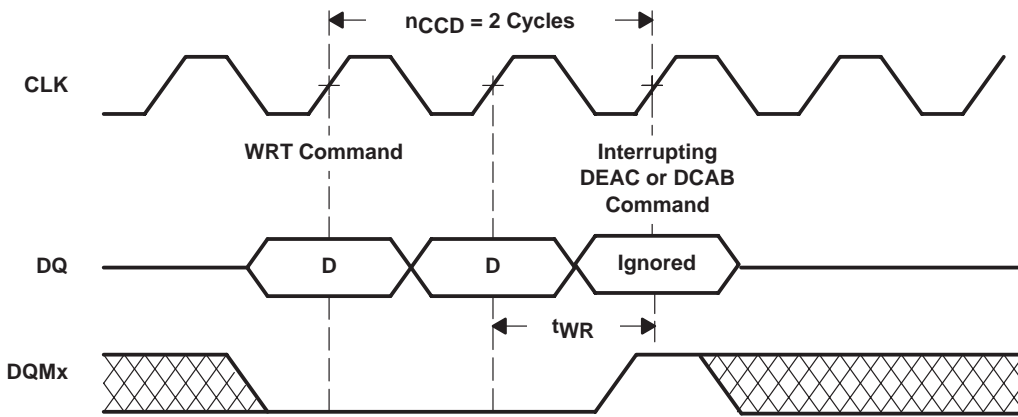 nCCD = 2 Cycles
CLK
WRT Command
Interrupting
DEAC or DCAB
Command
DQ
D
D
Ignored
tWR
DQMx